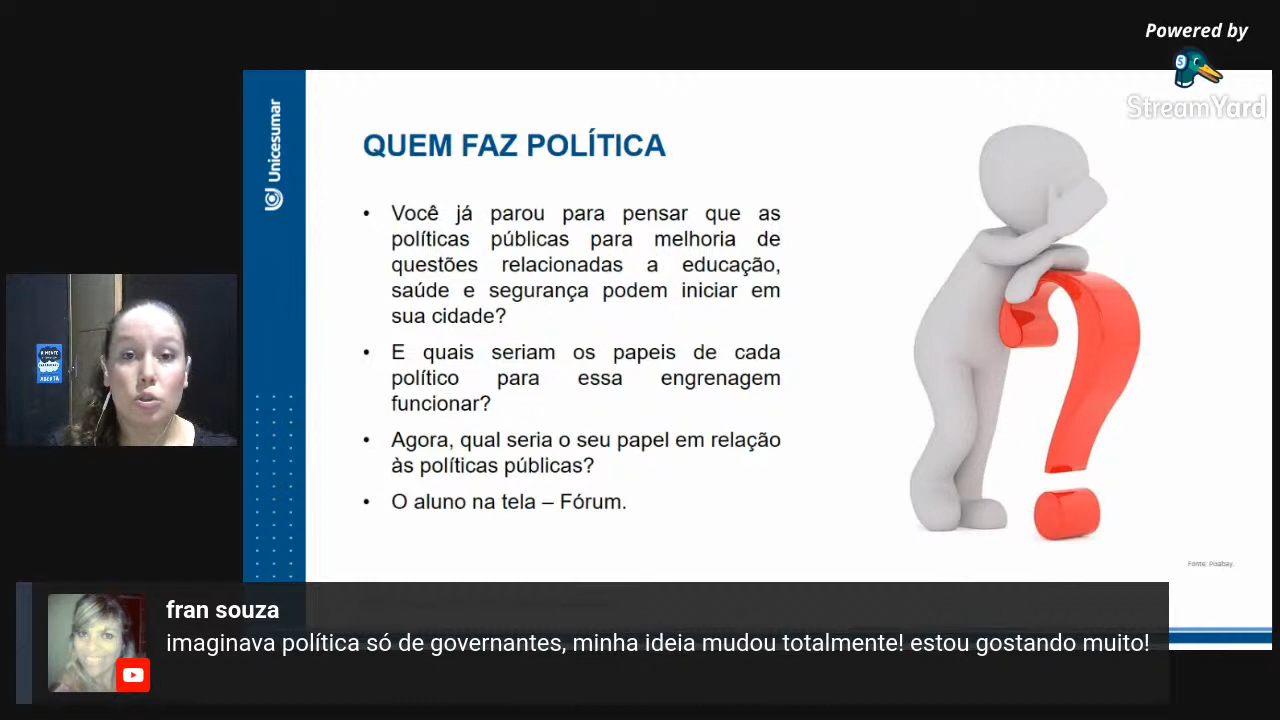 Powered by
StreamYard
Unicesumar
QUEM FAZ POLÍTICA
• Você já parou para pensar que as
políticas públicas para melhoria de
questões relacionadas a educação,
saúde e segurança podem iniciar em
sua cidade?
• E quais seriam os papeis de cada
político para essa engrenagem
funcionar?
• Agora, qual seria o seu papel em relação
às políticas públicas?
• O aluno na tela – Fórum.
Fonte: Pixabay.
A MENTE
ABERTA
fran souza
imaginava política só de governantes, minha ideia mudou totalmente! estou gostando muito!